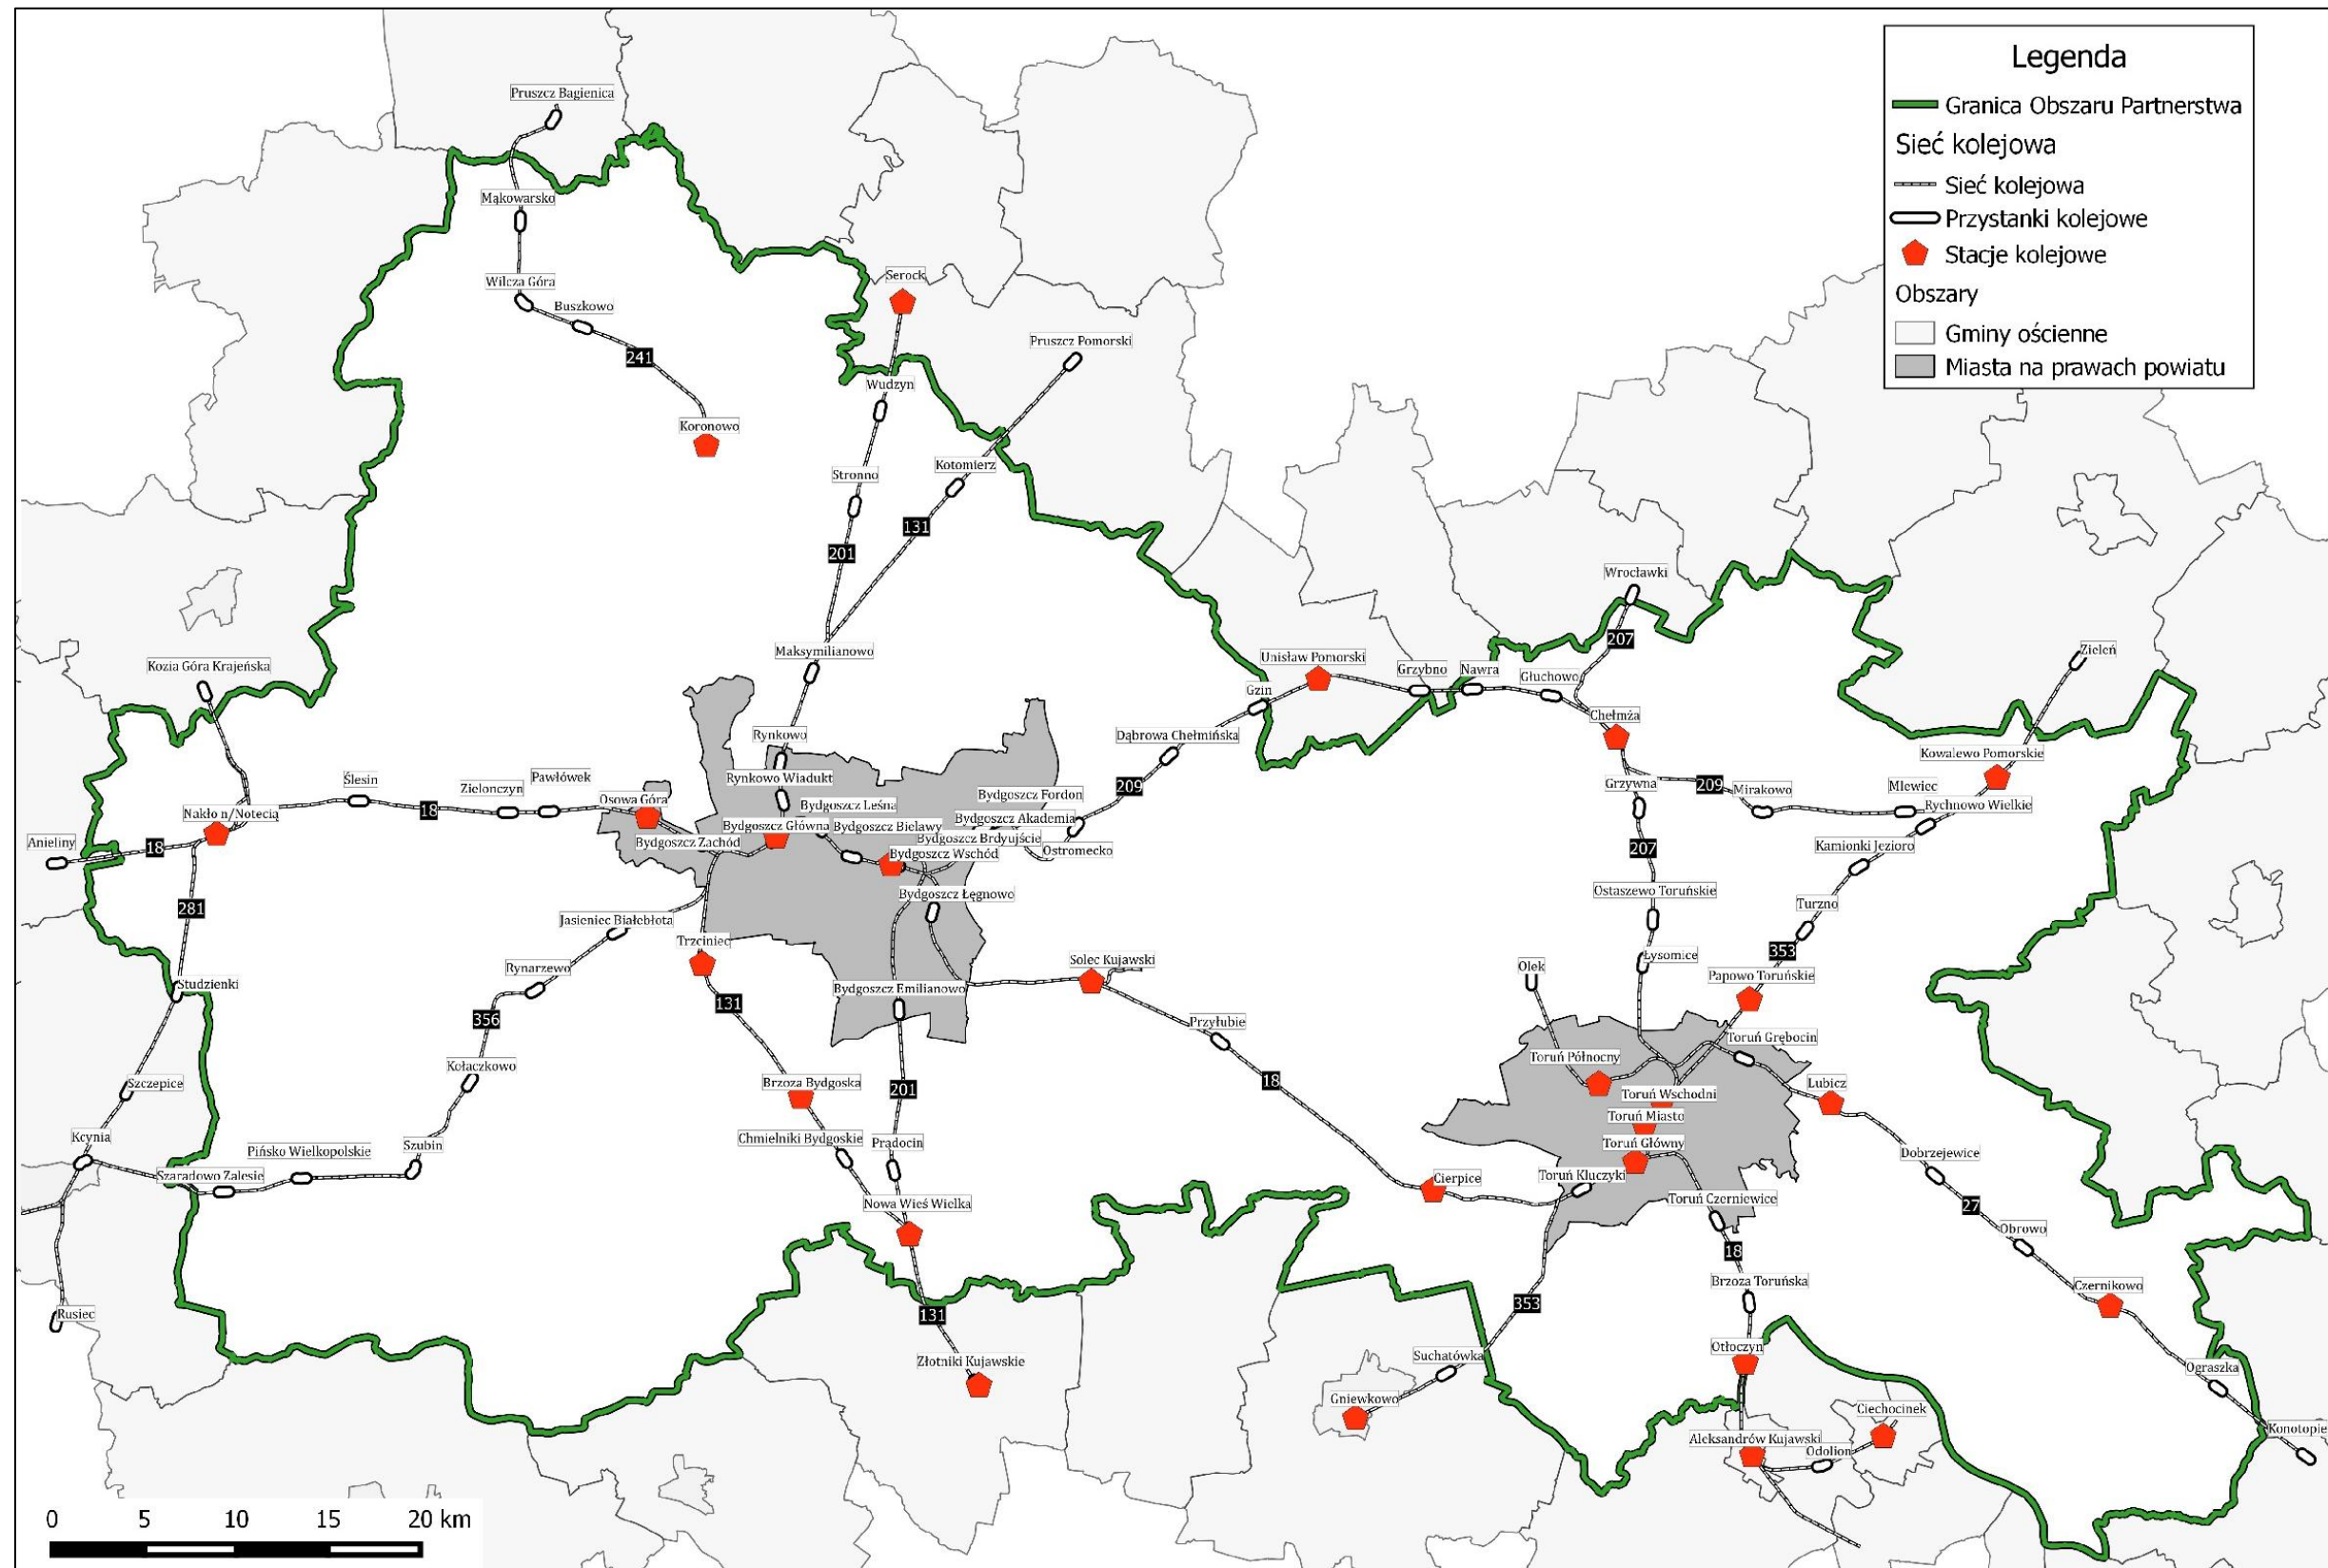 Legenda
Granica Obszaru Partnerstwa
Sieć kolejowa
Sieć kolejowa
Przystanki kolejowe
Stacje kolejowe
Obszary
Gminy ościenne
Miasta na prawach powiatu
Pruszcz Bagienica
Mąkowarsko
Wilcza Góra
Buszkowo
241
Koronowo
Serock
Wudzyn
Pruszcz Pomorski
Stronno
Kotomierz
131
201
Maksymilianowo
Wrocławki
207
Kozia Góra Krajeńska
Unisław Pomorski
Grzybno
Nawra
Głuchowo
Zieleń
Gzin
Chełmża
Rynkowo
Dąbrowa Chełmińska
Kowalewo Pomorskie
Rynkowo Wiadukt
Ślesin
Zielonczyn
Pawłówek
Osowa Góra
209
Grzywna
209
Mirakowo
Mlewiec
Rychnowo Wielkie
Bydgoszcz Leśna
Bydgoszcz Fordon
Nakło n/Notecią
18
Bydgoszcz Główna
Bydgoszcz Bielawy
Bydgoszcz Akademia
Bydgoszcz Brdyujście
Anieliny
18
Bydgoszcz Zachód
Bydgoszcz Wschód
Ostromecko
207
Kamionki Jezioro
281
Bydgoszcz Łęgnowo
Ostaszewo Toruńskie
Turzno
Jasieniec Białebłota
Trzciniec
353
Łysomice
Solec Kujawski
Olek
Rynarzewo
Papowo Toruńskie
Studzienki
Bydgoszcz Emilianowo
131
356
Przyłubie
Toruń Grębocin
Toruń Północny
Kołaczkowo
Szczepice
Brzoza Bydgoska
201
18
Lubicz
Toruń Wschodni
Toruń Miasto
Kcynia
Chmielniki Bydgoskie
Pradocin
Toruń Główny
Szubin
Pińsko Wielkopolskie
Dobrzejewice
Szaradowo Zalesie
Cierpice
Toruń Kluczyki
Toruń Czerniewice
Nowa Wieś Wielka
27
Obrowo
18
Brzoza Toruńska
Czernikowo
353
Rusiec
131
Otłoczyn
Suchatówka
Złotniki Kujawskie
Ograszka
Gniewkowo
Ciechocinek
Konotopie
Aleksandrów Kujawski
Odolion
0 5 10 15 20 km